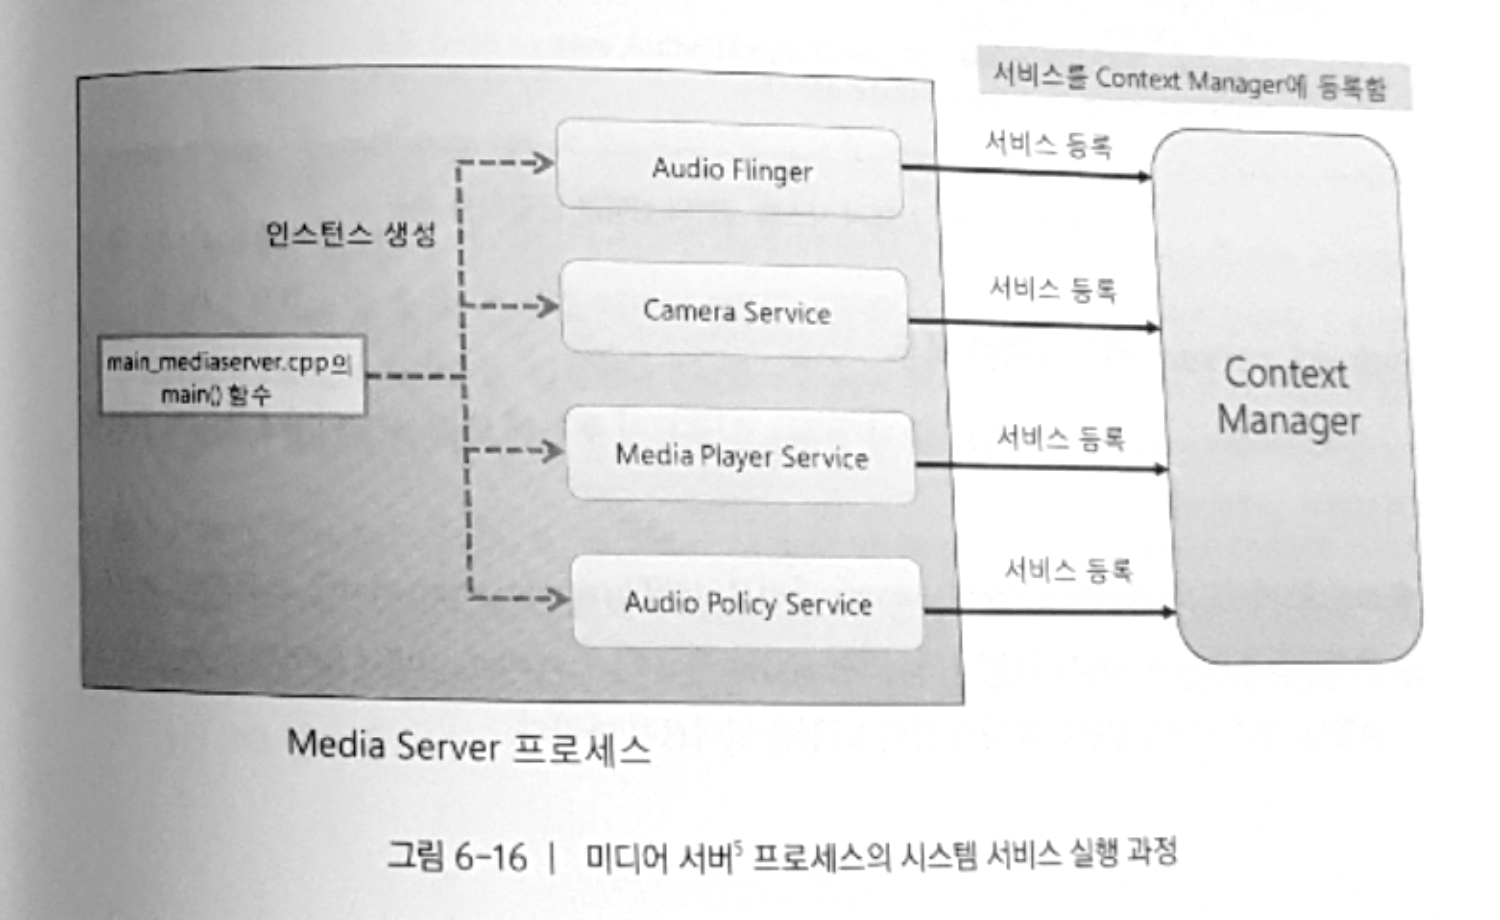 서비스를 Context Manager에 등록함
서비스 등록
Audio Flinger
인스턴스 생성
서비스 등록
Camera Service
main_mediaserver.cpp의
main() 함수
Context
Manager
서비스 등록
Media Player Service
서비스 등록
Audio Policy Service
Media Server 프로세스
그림 6-16 | 미디어 서버5 프로세스의 시스템 서비스 실행 과정